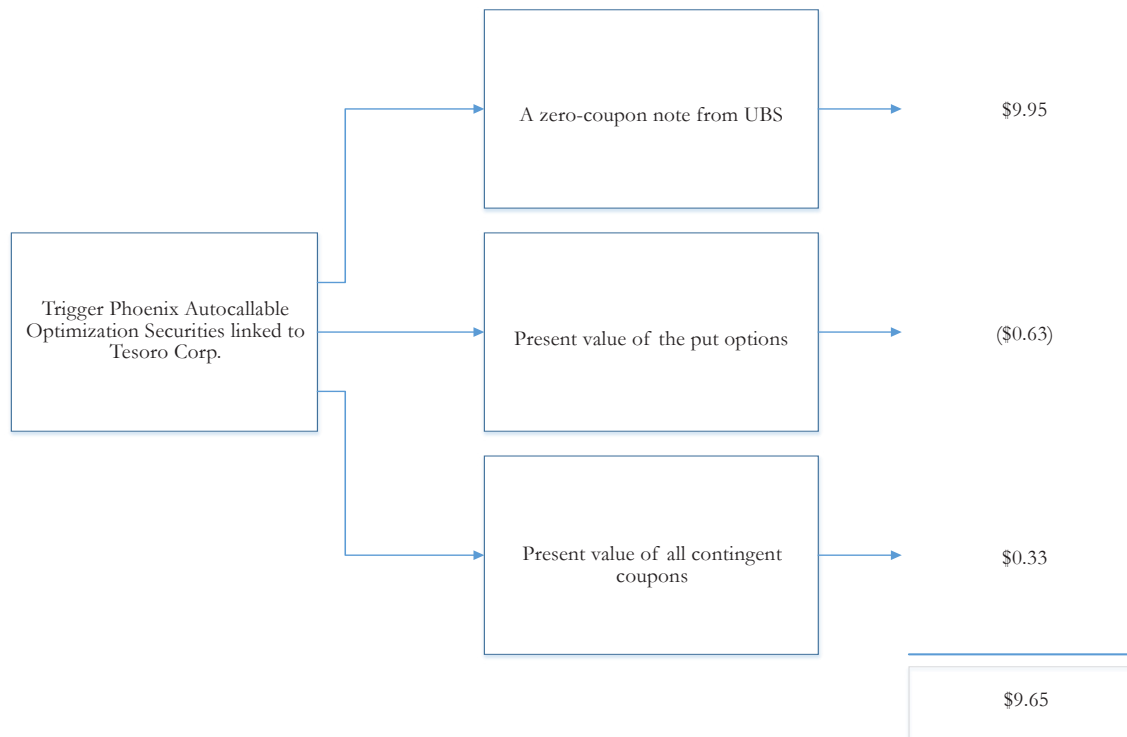 A zero-coupon note from UBS
$9.95
Trigger Phoenix Autocallable
Optimization Securities linked to
Tesoro Corp.
Present value of the put options
($0.63)
Present value of all contingent
coupons
$0.33
$9.65